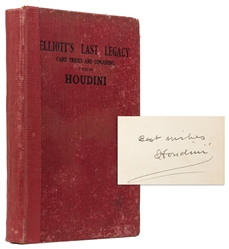 ELLIOTT'S LAST LEGACY
CARD TRICKS AND CONJURING
HOUDINI
Best wishes
Houdini